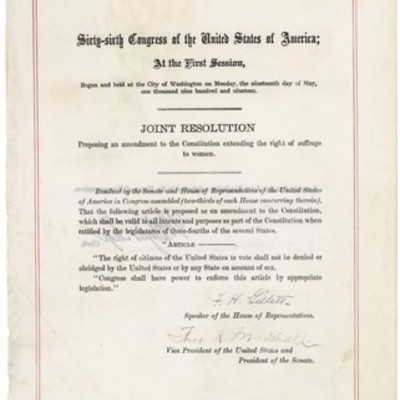 Sixty-sixth Congress of the United States of America;
At the First Session,
Begun and held at the City of Washington on Monday, the nineteenth day of May,
one thousand nine hundred and nineteen.
JOINT RESOLUTION
Proposing an amendment to the Constitution extending the right of suffrage
to women.
Resolved by the Senate and House of Representatives of the United States
of America in Congress assembled (two-thirds of each House concurring therein),
That the following article is proposed as an amendment to the Constitution,
which shall be valid to all intents and purposes as part of the Constitution when
ratified by the legislatures of three-fourths of the several States.
"ARTICLE ————.
"The right of citizens of the United States to vote shall not be denied or
abridged by the United States or by any State on account of sex.
"Congress shall have power to enforce this article by appropriate
legislation."
F. H. Gillett
Speaker of the House of Representatives.
Thos. R. Marshall
Vice President of the United States and
President of the Senate.